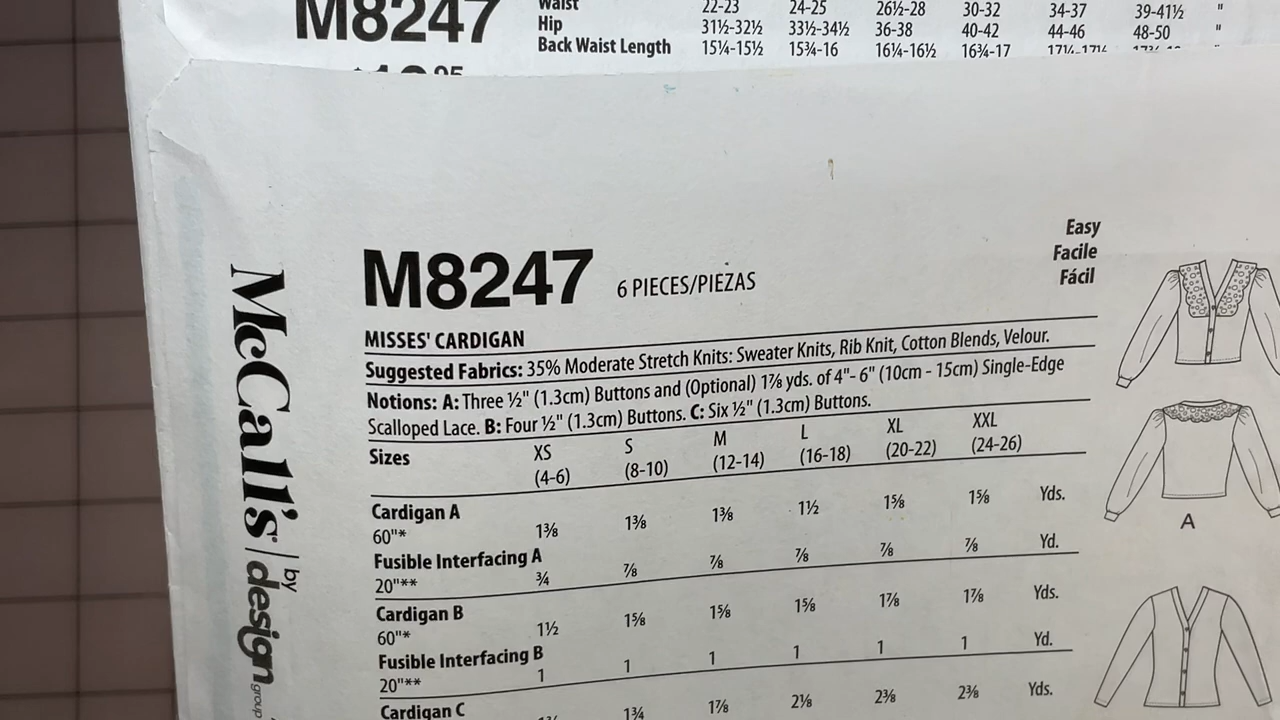 M8247
Waist 22-23 24-25 26½-28 30-32 34-37 39-41½ "
Hip 31½-32½ 33½-34½ 36-38 40-42 44-46 48-50 "
Back Waist Length 15¼-15½ 15¾-16 16¼-16½ 16¾-17 17¼-17½
M8247 6 PIECES/PIEZAS
Easy
Facile
Fácil
MISSES' CARDIGAN
Suggested Fabrics: 35% Moderate Stretch Knits: Sweater Knits, Rib Knit, Cotton Blends, Velour.
Notions: A: Three ½" (1.3cm) Buttons and (Optional) 1⅞ yds. of 4"- 6" (10cm - 15cm) Single-Edge
Scalloped Lace. B: Four ½" (1.3cm) Buttons. C: Six ½" (1.3cm) Buttons.
Sizes XS S M L XL XXL
(4-6) (8-10) (12-14) (16-18) (20-22) (24-26)
Cardigan A
60"* 1⅜ 1⅜ 1⅜ 1½ 1⅝ 1⅝ Yds.
Fusible Interfacing A
20"** ¾ ⅞ ⅞ ⅞ ⅞ ⅞ Yd.
Cardigan B
60"* 1½ 1⅝ 1⅝ 1⅝ 1⅞ 1⅞ Yds.
Fusible Interfacing B
20"** 1 1 1 1 1 1 Yd.
Cardigan C
1¾ 1⅞ 2⅛ 2⅜ 2⅜ Yds.
A
McCall's by design group